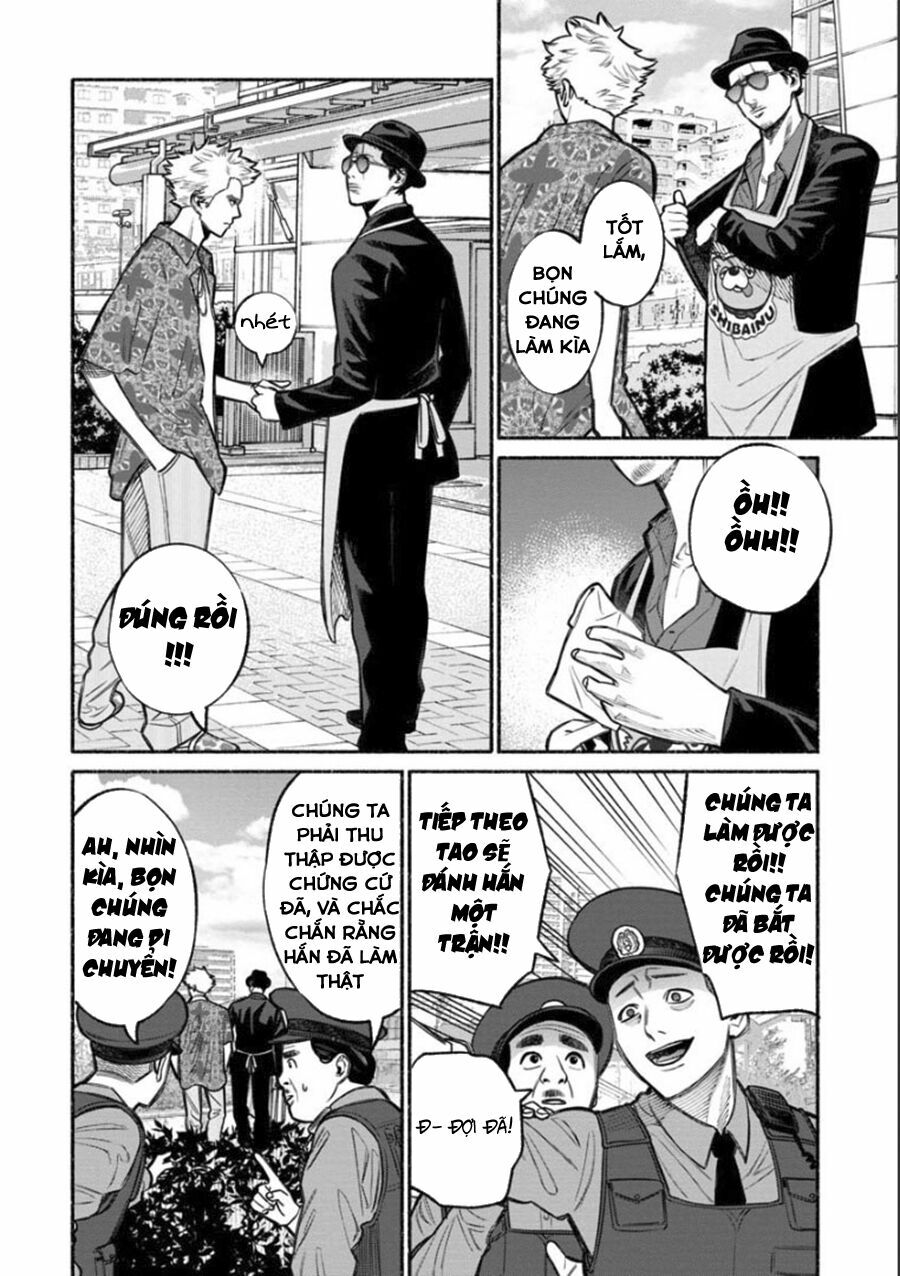 TỐT
LẮM,
BỌN
CHÚNG
ĐANG
LÀM KÌA
SHIBAINU
nhét
ĐÚNG RỒI
!!!
ỒH!!
ỒHH!!
CHÚNG TA
LÀM ĐƯỢC
RỒI!!
CHÚNG TA
ĐÃ BẮT
ĐƯỢC RỒI!
TIẾP THEO
TAO SẼ
ĐÁNH HẮN
MỘT
TRẬN!!
Đ- ĐỢI ĐÃ!
CHÚNG TA
PHẢI THU
THẬP ĐƯỢC
CHỨNG CỨ
ĐÃ, VÀ CHẮC
CHẮN RẰNG
HẮN ĐÃ LÀM
THẬT
AH, NHÌN
KÌA, BỌN
CHÚNG
ĐANG DI
CHUYỂN!